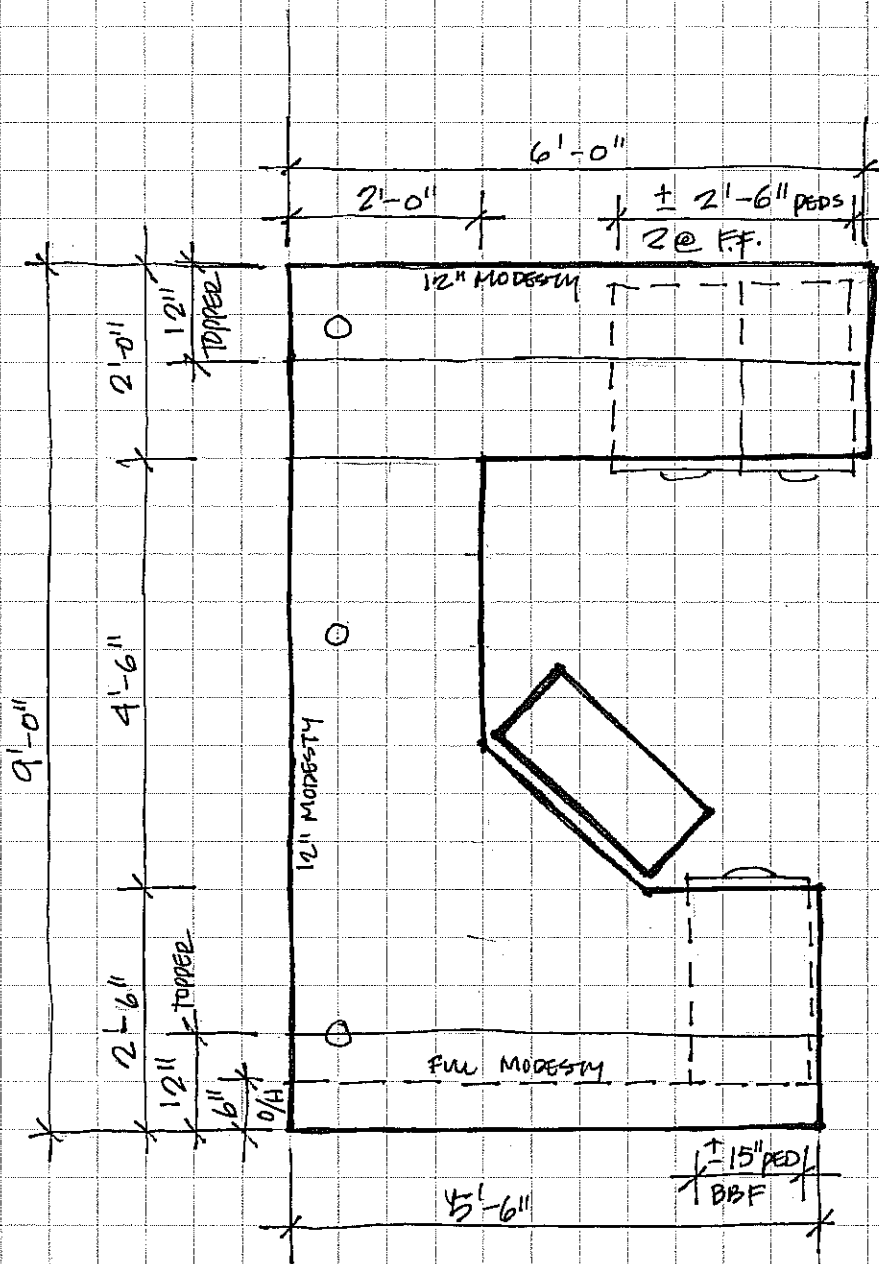 6'-0"
2'-0"
± 2'-6" PEDS
2 @ F.F.
12" MODESTY
12"
TOPPER
2'-0"
4'-6"
9'-0"
12" MODESTY
2'-6"
TOPPER
12"
6"
O/H
FULL MODESTY
± 15" PED
BBF
5'-6"